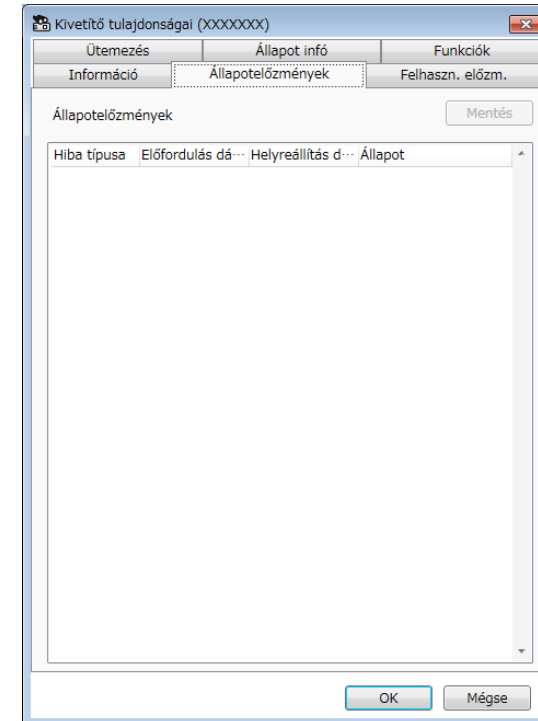 Kivetítő tulajdonságai (XXXXXXX)
Ütemezés Állapot infó Funkciók
Információ Állapotelőzmények Felhaszn. előzm.
Állapotelőzmények Mentés
Hiba típusa Előfordulás dá... Helyreállítás d... Állapot
OK Mégse